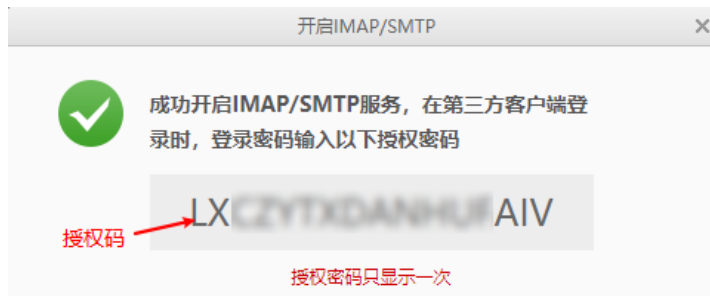 开启IMAP/SMTP
成功开启IMAP/SMTP服务，在第三方客户端登
录时，登录密码输入以下授权密码
LX AIV
授权码
授权密码只显示一次